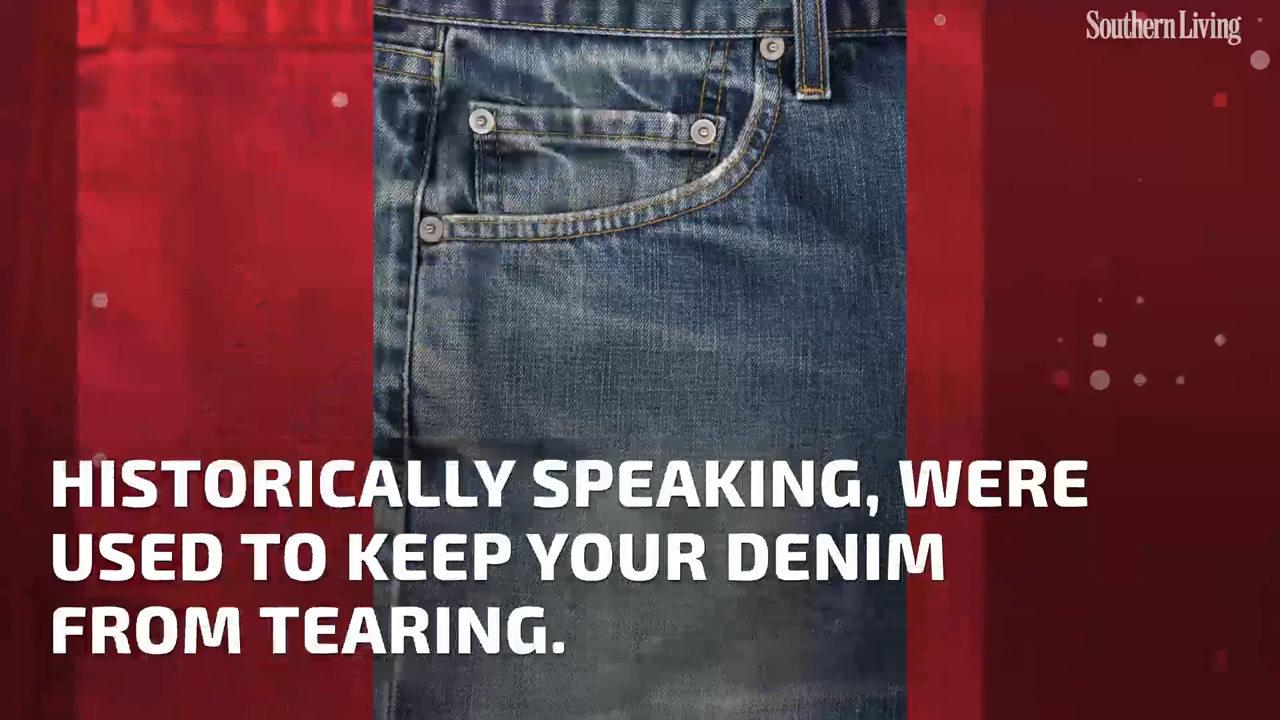 Southern Living
HISTORICALLY SPEAKING, WERE
USED TO KEEP YOUR DENIM
FROM TEARING.